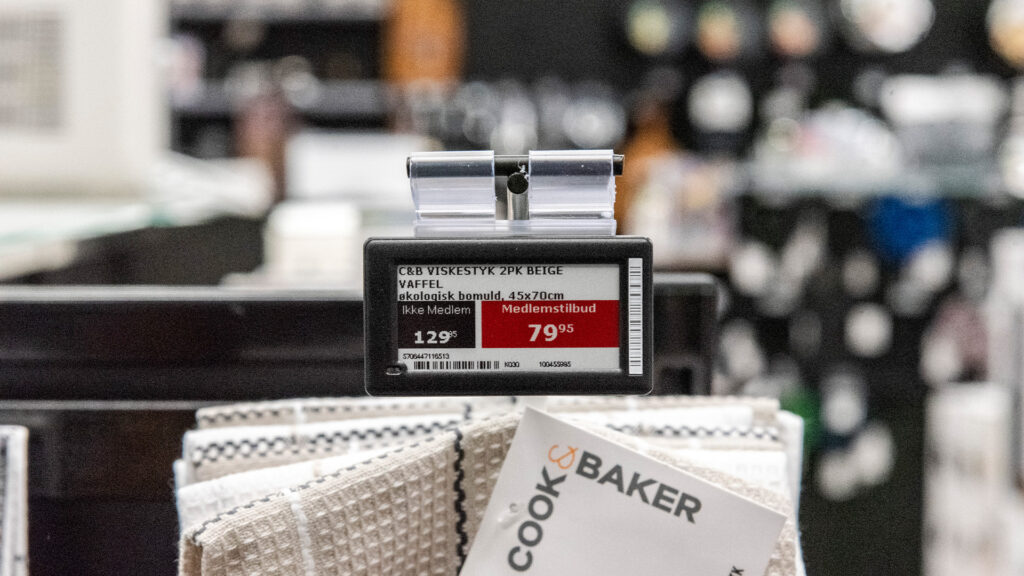 C&B VISKESTYK 2PK BEIGE
VAFFEL
økologisk bomuld, 45x70cm
Ikke Medlem
129⁹⁵
Medlemstilbud
79⁹⁵
5706447116513
K030 100455985
COOK & BAKER